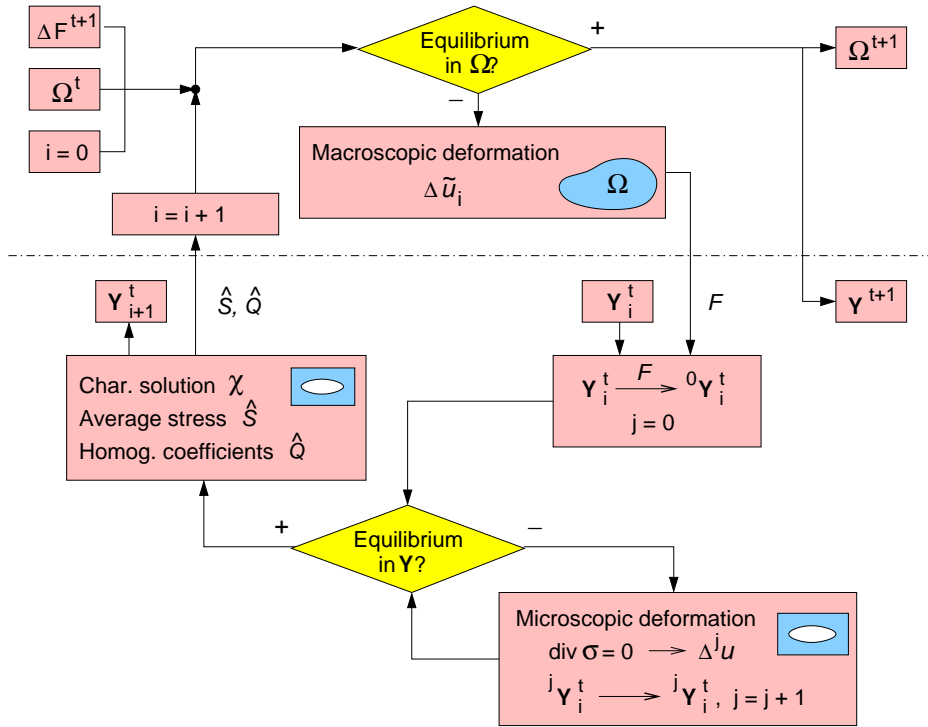 ΔF^{t+1}
Ω^t
i = 0
Equilibrium
in Ω?
+
Ω^{t+1}
−
Macroscopic deformation
Δũ_i
Ω
i = i + 1
Y^t_{i+1}
Ŝ, Q̂
Y^t_i
F
Y^{t+1}
Char. solution χ
Average stress Ŝ
Homog. coefficients Q̂
F
Y^t_i → ^0Y^t_i
j = 0
+
−
Equilibrium
in Y?
Microscopic deformation
div σ = 0 → Δ^j u
^jY^t_i → ^jY^t_i , j = j + 1